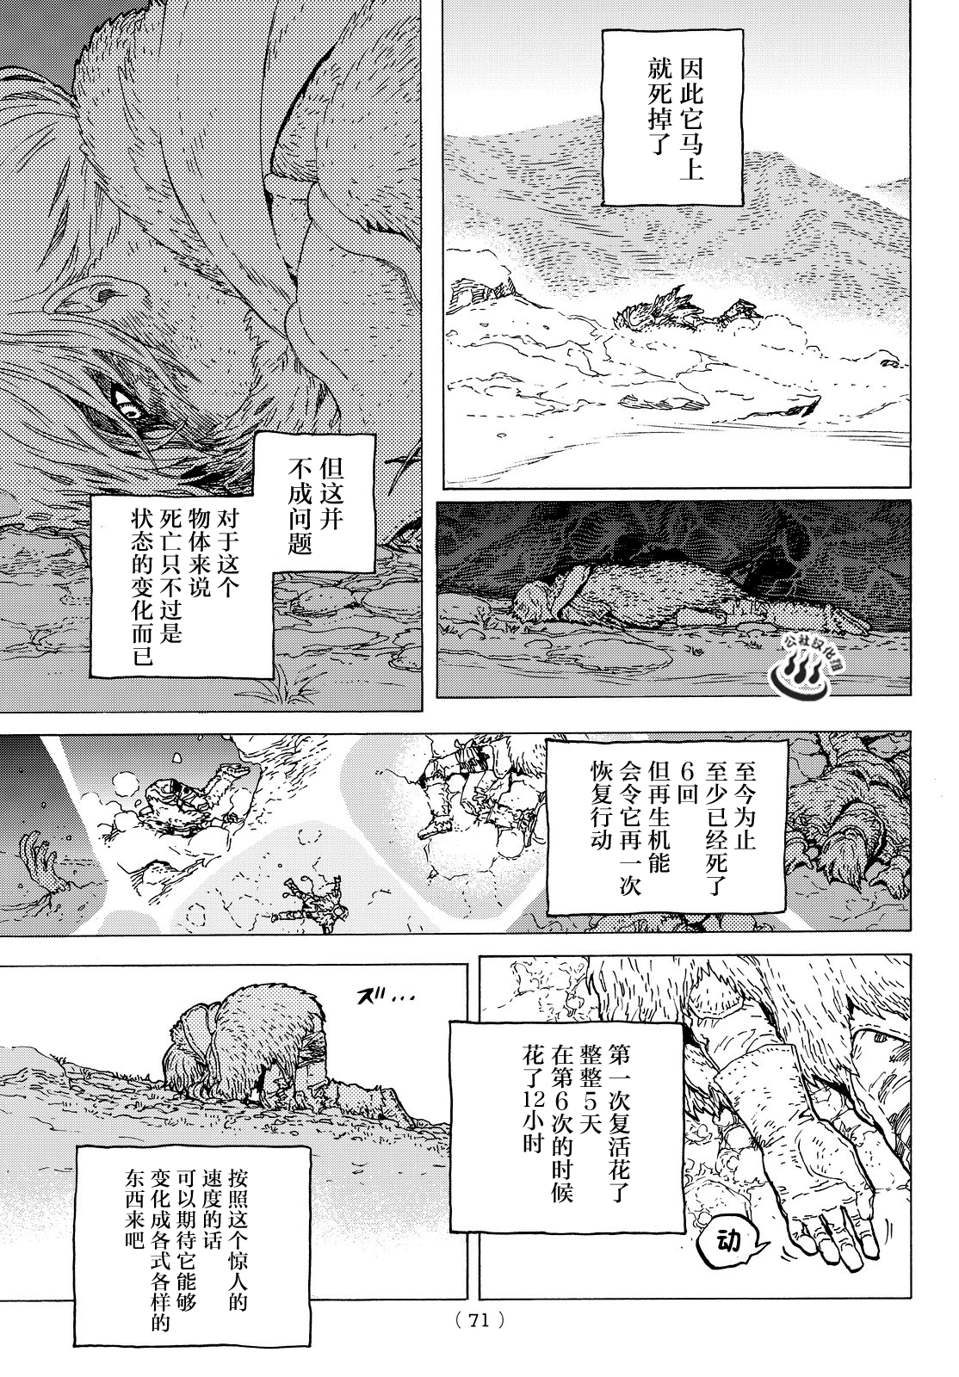 因此它马上
就死掉了
但这并
不成问题
对于这个
物体来说
死亡只不过是
状态的变化而已
公社汉化组
至今为止
至少已经死了
6回
但再生机能
会令它再一次
恢复行动
第一次复活花了
整整5天
在第6次的时候
花了12小时
动
ズ...
按照这个惊人的
速度的话
可以期待它能够
变化成各式各样的
东西来吧
(71)